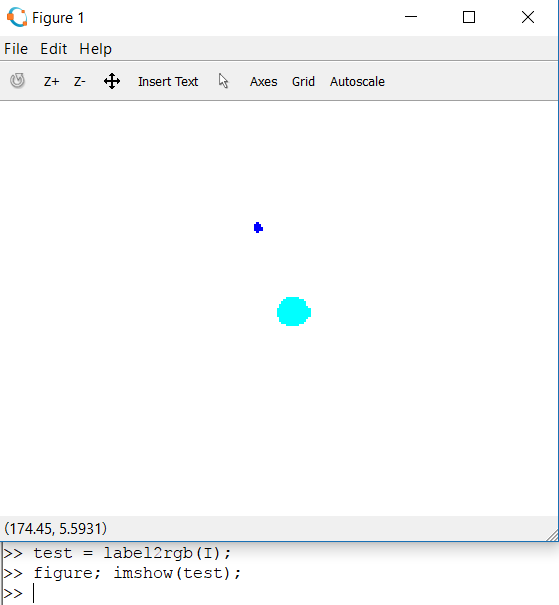 Figure 1
File Edit Help
Z+ Z- Insert Text Axes Grid Autoscale
(174.45, 5.5931)
>> test = label2rgb(I);
>> figure; imshow(test);
>>